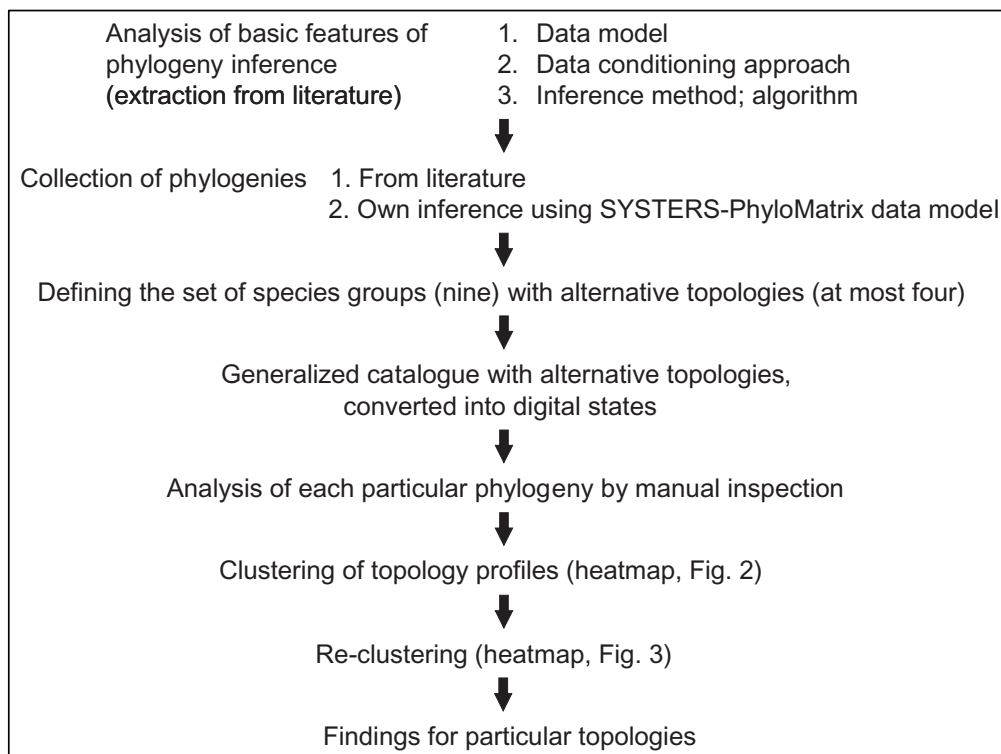 Analysis of basic features of
phylogeny inference
(extraction from literature)
1. Data model
2. Data conditioning approach
3. Inference method; algorithm
Collection of phylogenies 1. From literature
2. Own inference using SYSTERS-PhyloMatrix data model
Defining the set of species groups (nine) with alternative topologies (at most four)
Generalized catalogue with alternative topologies,
converted into digital states
Analysis of each particular phylogeny by manual inspection
Clustering of topology profiles (heatmap, Fig. 2)
Re-clustering (heatmap, Fig. 3)
Findings for particular topologies